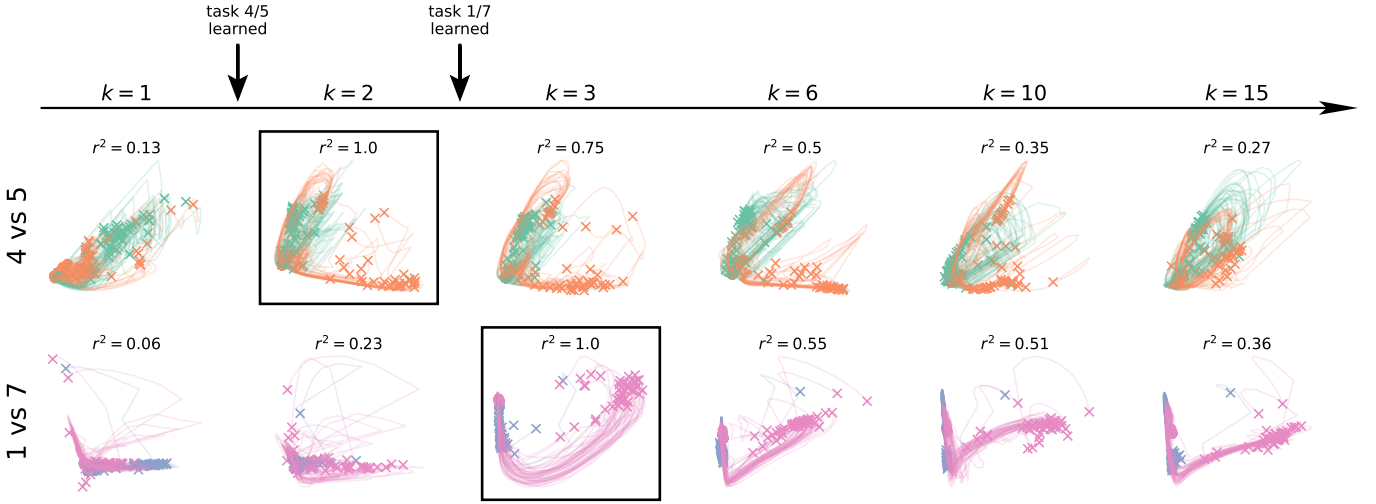 task 4/5
learned
task 1/7
learned
k = 1
k = 2
k = 3
k = 6
k = 10
k = 15
4 vs 5
r² = 0.13
r² = 1.0
r² = 0.75
r² = 0.5
r² = 0.35
r² = 0.27
1 vs 7
r² = 0.06
r² = 0.23
r² = 1.0
r² = 0.55
r² = 0.51
r² = 0.36